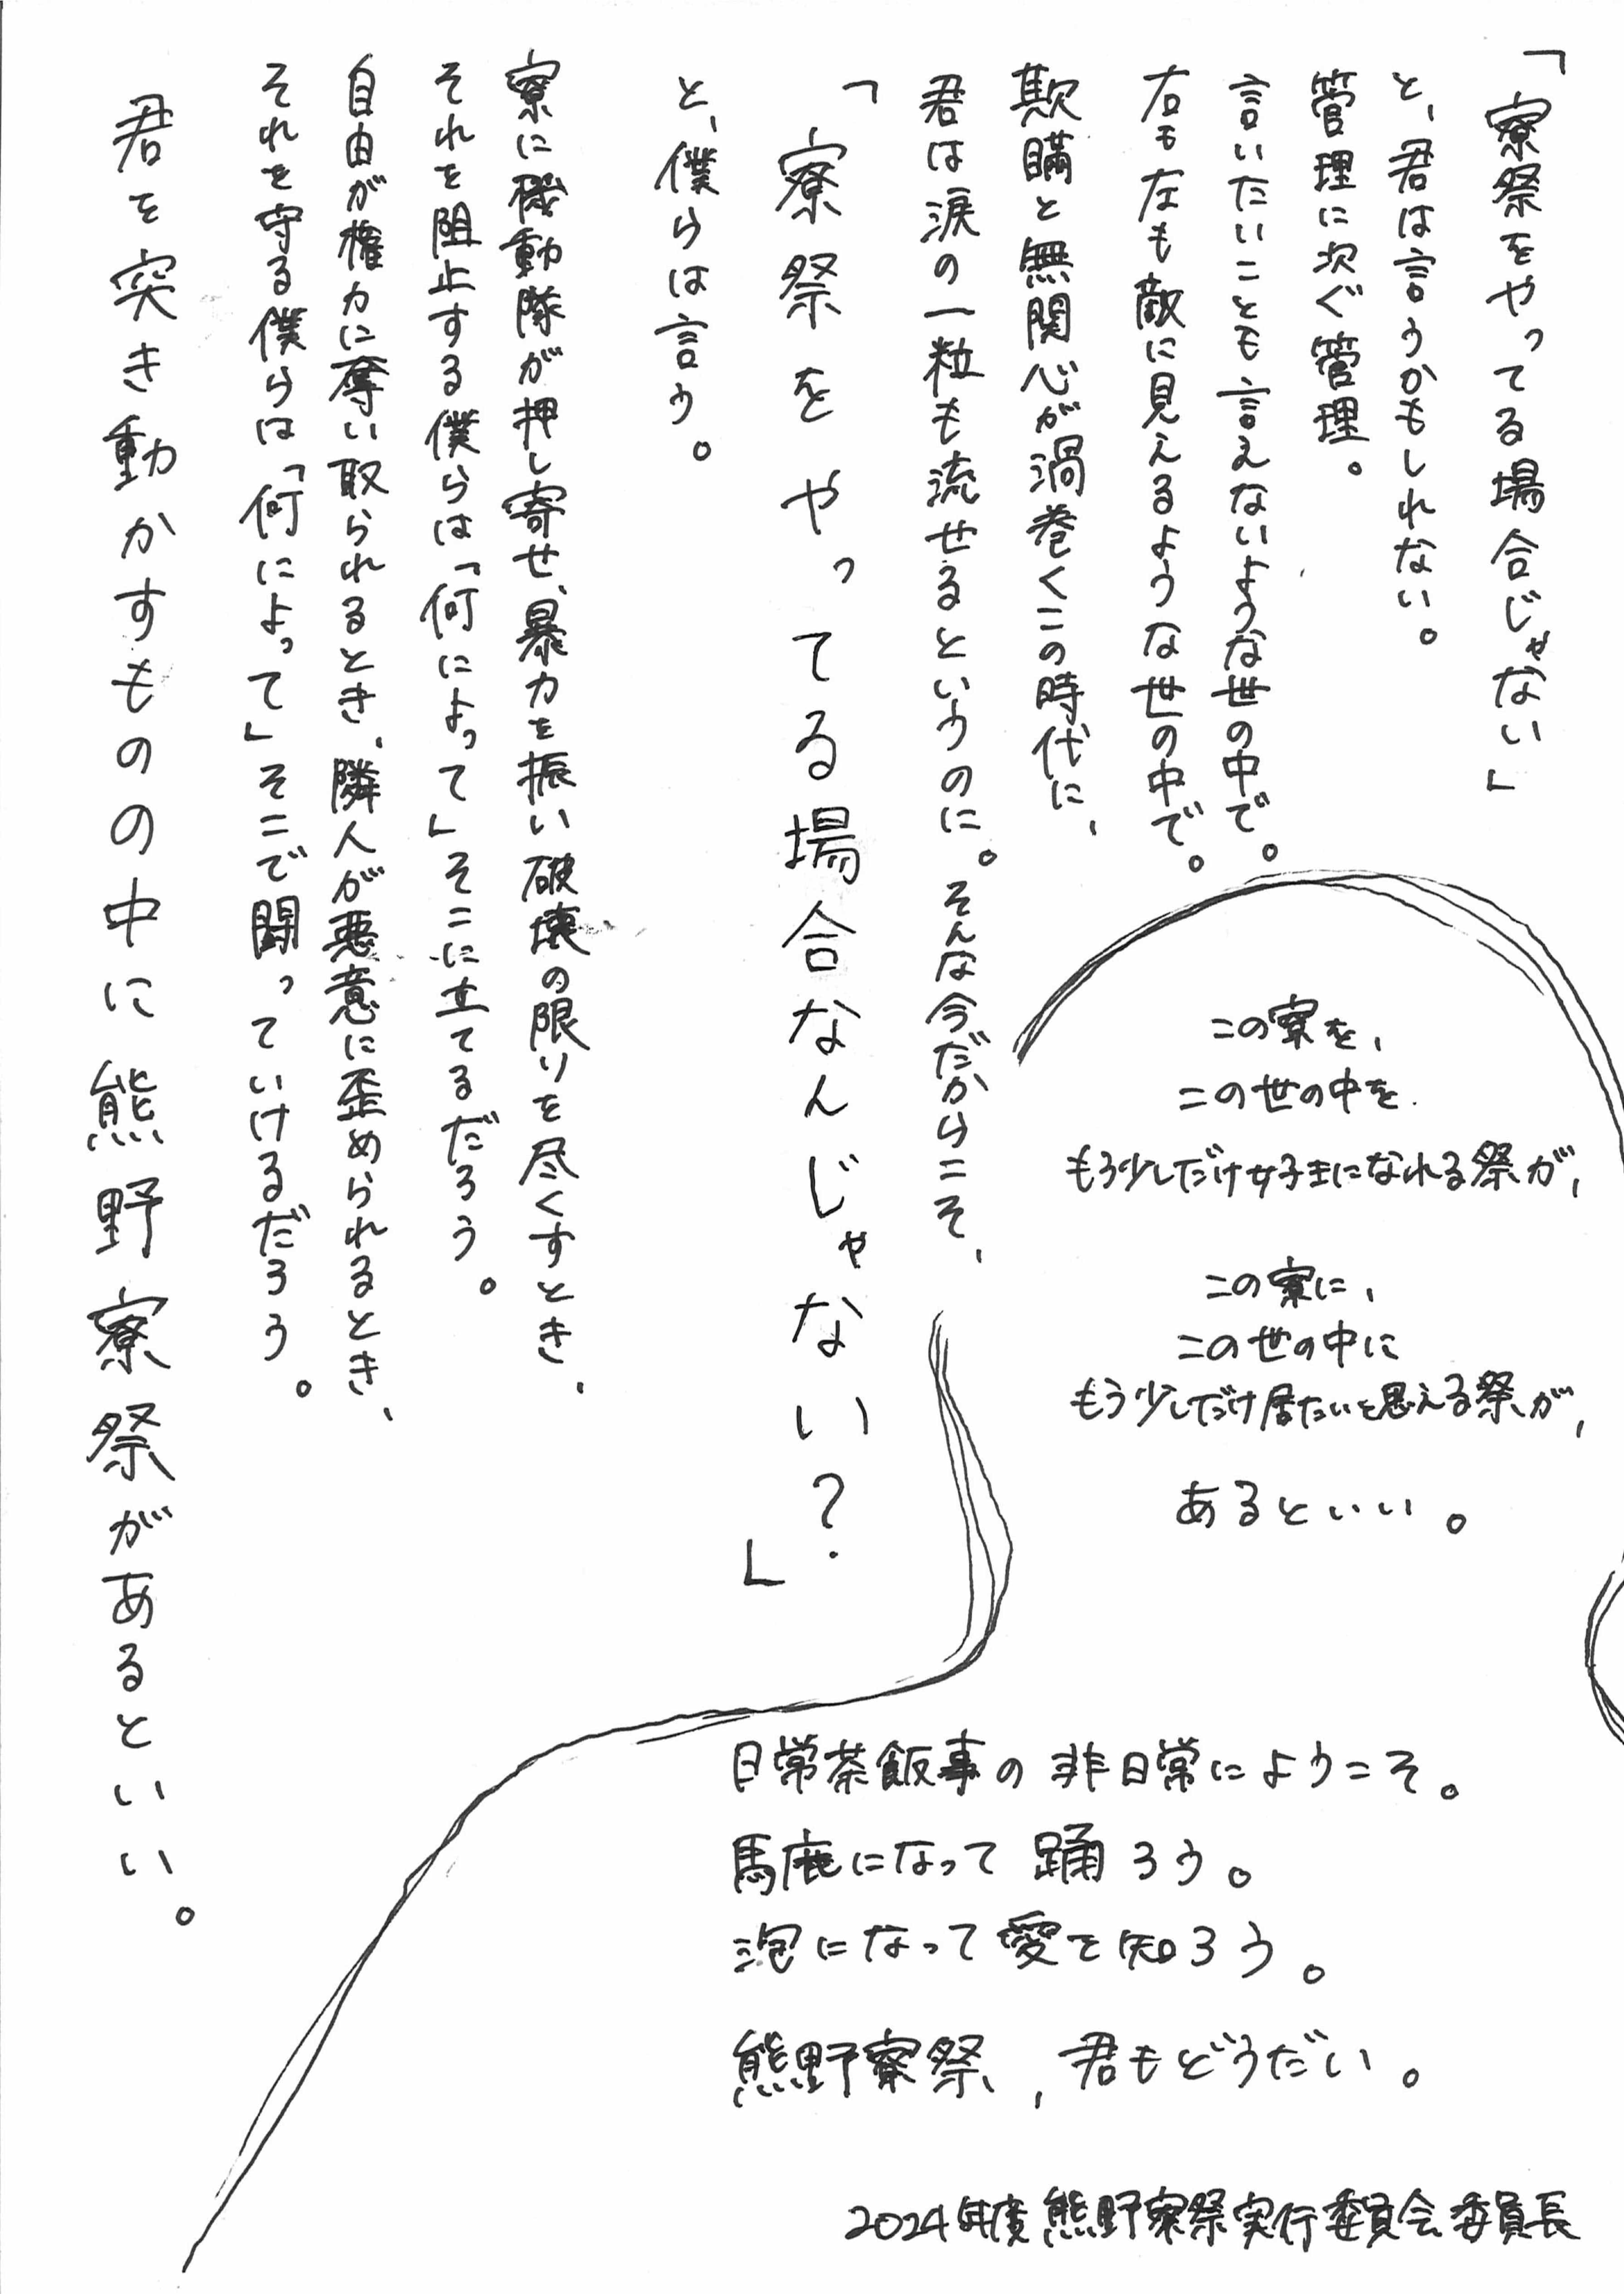 「寮祭をやってる場合じゃない」
と、君は言うかもしれない。
管理に次ぐ管理。
言いたいことも言えないような世の中で。
右も左も敵に見えるような世の中で。
欺瞞と無関心が渦巻くこの時代に、
君は涙の一粒も流せるというのに。そんな今だからこそ、
「寮祭をやってる場合なんじゃない?」
と、僕らは言う。
寮に機動隊が押し寄せ、暴力を振い破壊の限りを尽くすとき、
それを阻止する僕らは「何によって」そこに立てるだろう。
自由が権力に奪い取られるとき、隣人が悪意に歪められるとき、
それを守る僕らは「何によって」そこで闘っていけるだろう。
君を突き動かすものの中に熊野寮祭があるといい。
この寮を、
この世の中を
もう少しだけ好きになれる祭が、
この寮に、
この世の中に
もう少しだけ居たいと思える祭が、
あるといい。
日常茶飯事の非日常にようこそ。
馬鹿になって踊ろう。
泡になって愛を知ろう。
熊野寮祭、君もどうだい。
2024年度熊野寮祭実行委員会委員長